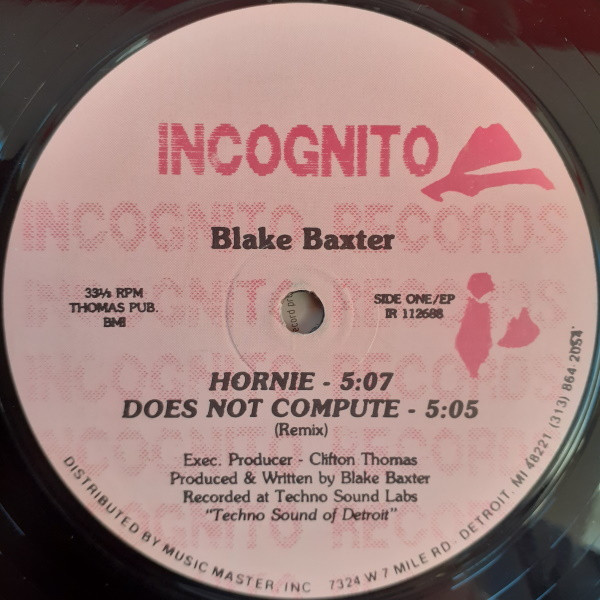 INCOGNITO
INCOGNITO RECORDS
Blake Baxter
33⅓ RPM
THOMAS PUB.
BMI
SIDE ONE/EP
IR 112688
HORNIE - 5:07
DOES NOT COMPUTE - 5:05
(Remix)
Exec. Producer - Clifton Thomas
Produced & Written by Blake Baxter
Recorded at Techno Sound Labs
"Techno Sound of Detroit"
DISTRIBUTED BY MUSIC MASTER, INC 7324 W 7 MILE RD - DETROIT, MI 48221 (313) 864-2054